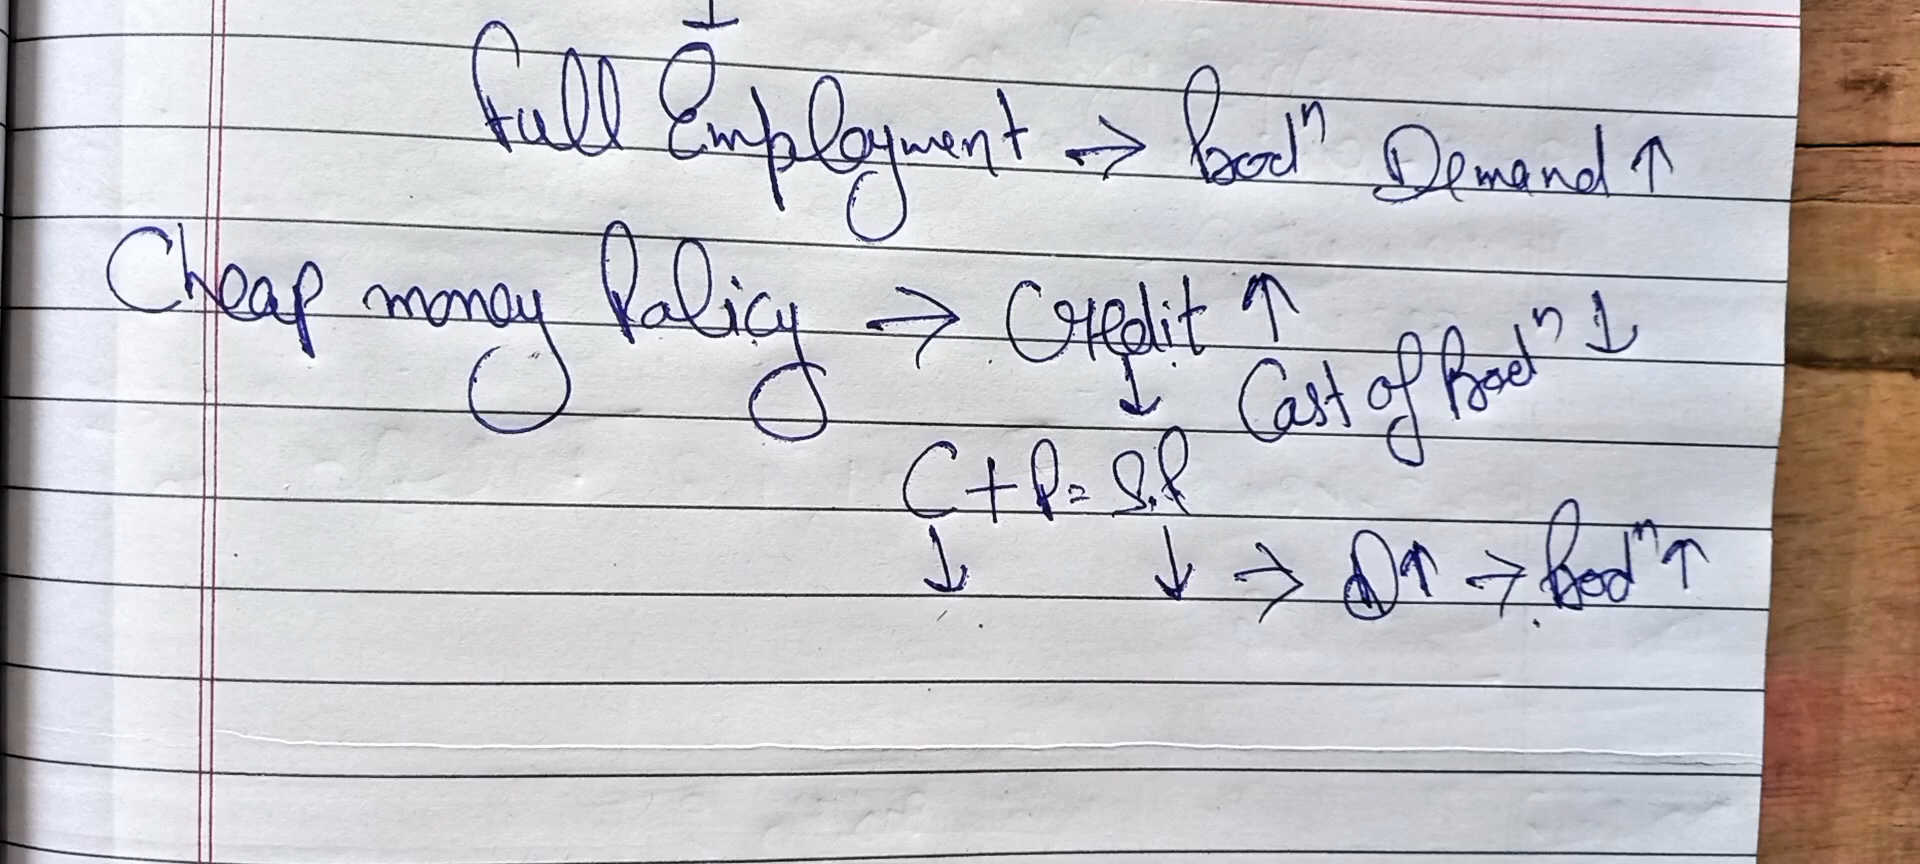 ↓
Full Employment → Prodⁿ Demand ↑
Cheap money Policy → Credit ↑
↓ Cost of Prodⁿ ↓
C + P = S.P
↓ ↓ → D↑ → Prodⁿ ↑